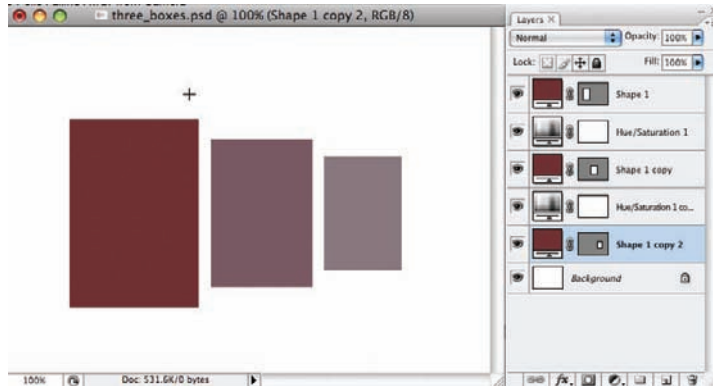 three_boxes.psd @ 100% (Shape 1 copy 2, RGB/8)
100%
Doc: 531.6K/0 bytes
Layers ×
Normal
Opacity: 100%
Lock:
Fill: 100%
Shape 1
Hue/Saturation 1
Shape 1 copy
Hue/Saturation 1 co...
Shape 1 copy 2
Background
fx.